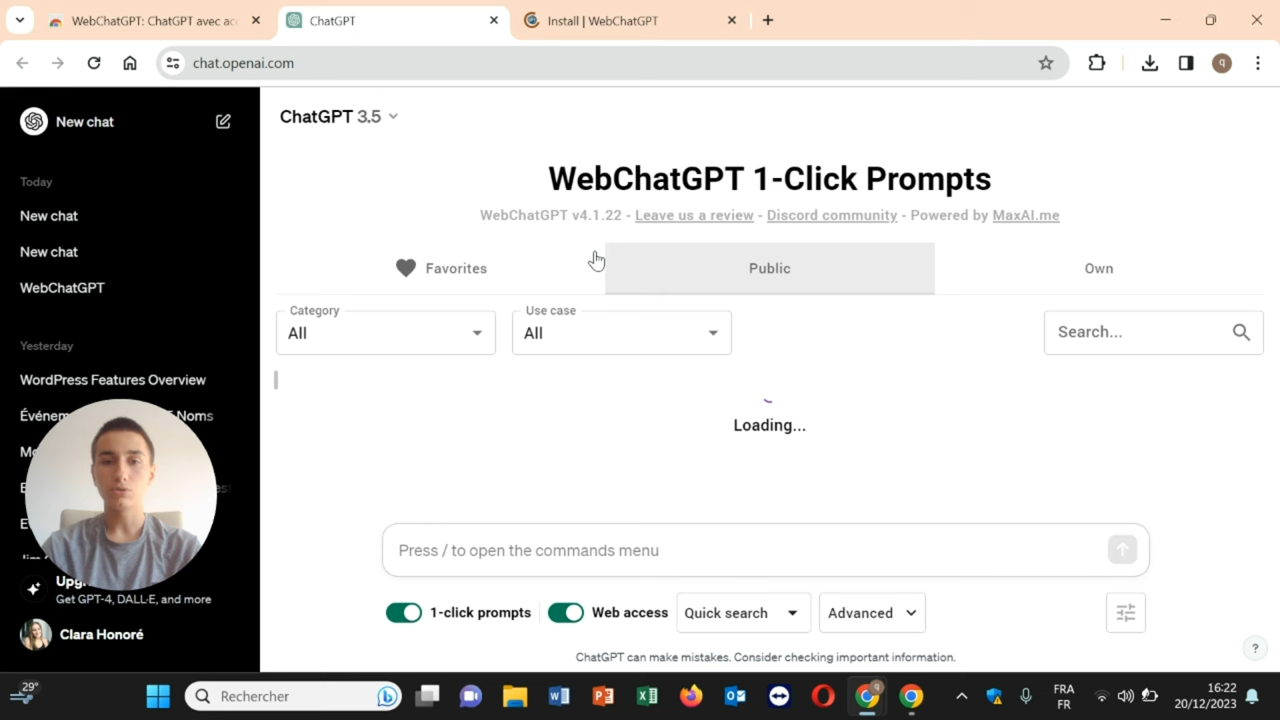 WebChatGPT: ChatGPT avec acc
ChatGPT
Install | WebChatGPT
chat.openai.com
q
New chat
Today
New chat
New chat
WebChatGPT
Yesterday
WordPress Features Overview
Événem
Noms
Upg
Get GPT-4, DALL·E, and more
Clara Honoré
ChatGPT 3.5
WebChatGPT 1-Click Prompts
WebChatGPT v4.1.22 - Leave us a review - Discord community - Powered by MaxAI.me
Favorites
Public
Own
Category
All
Use case
All
Search...
Loading...
Press / to open the commands menu
1-click prompts
Web access
Quick search
Advanced
ChatGPT can make mistakes. Consider checking important information.
?
29°
Rechercher
FRA
FR
16:22
20/12/2023